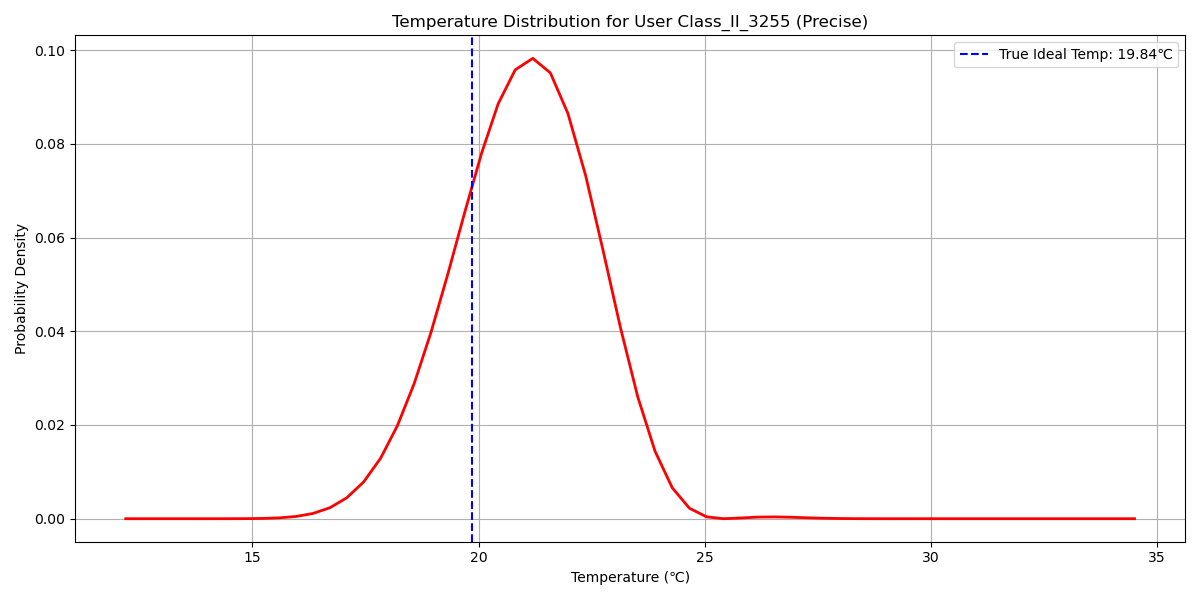 Temperature Distribution for User Class_II_3255 (Precise)
True Ideal Temp: 19.84℃
Probability Density
0.10
0.08
0.06
0.04
0.02
0.00
15 20 25 30 35
Temperature (℃)